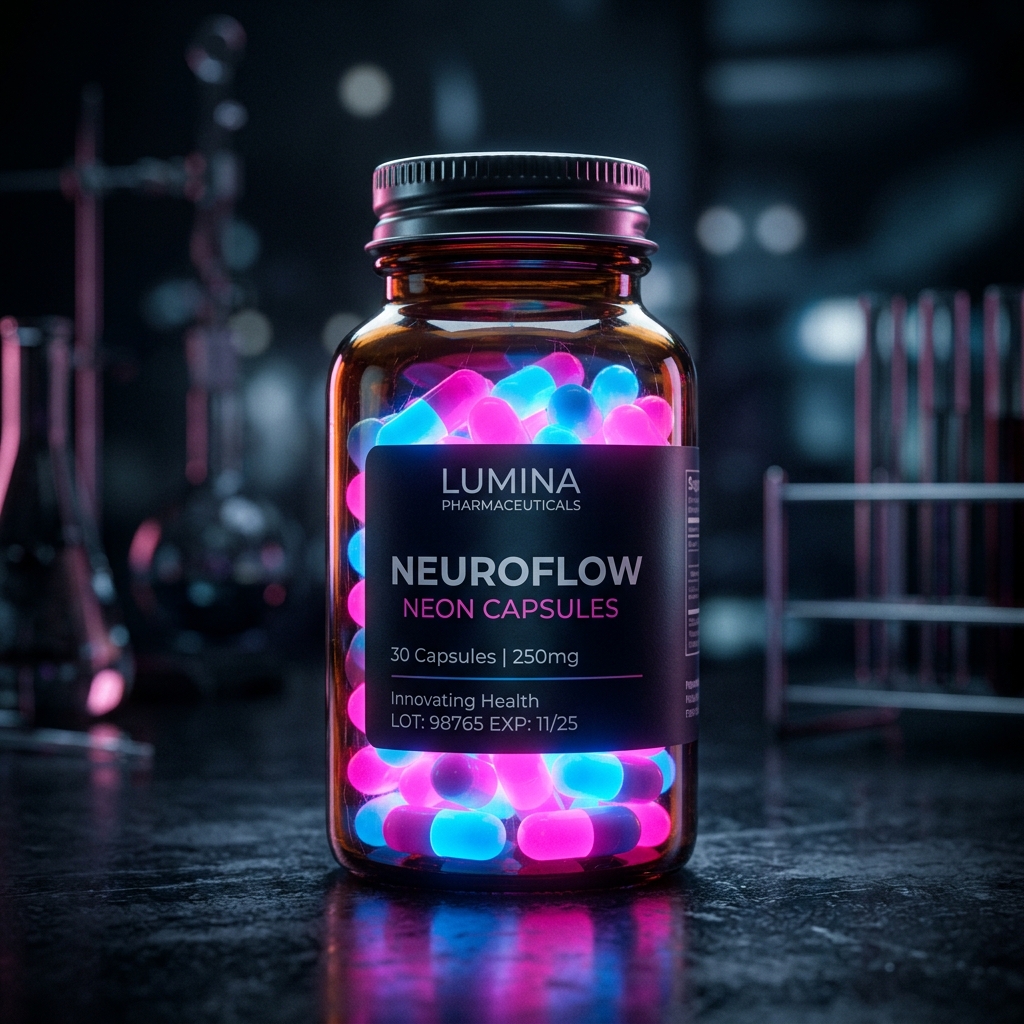 LUMINA
PHARMACEUTICALS
NEUROFLOW
NEON CAPSULES
30 Capsules | 250mg
Innovating Health
LOT: 98765 EXP: 11/25